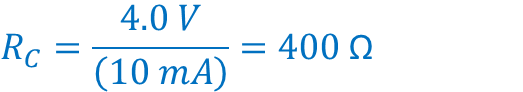 R_C = 4.0 V / (10 mA) = 400 Ω